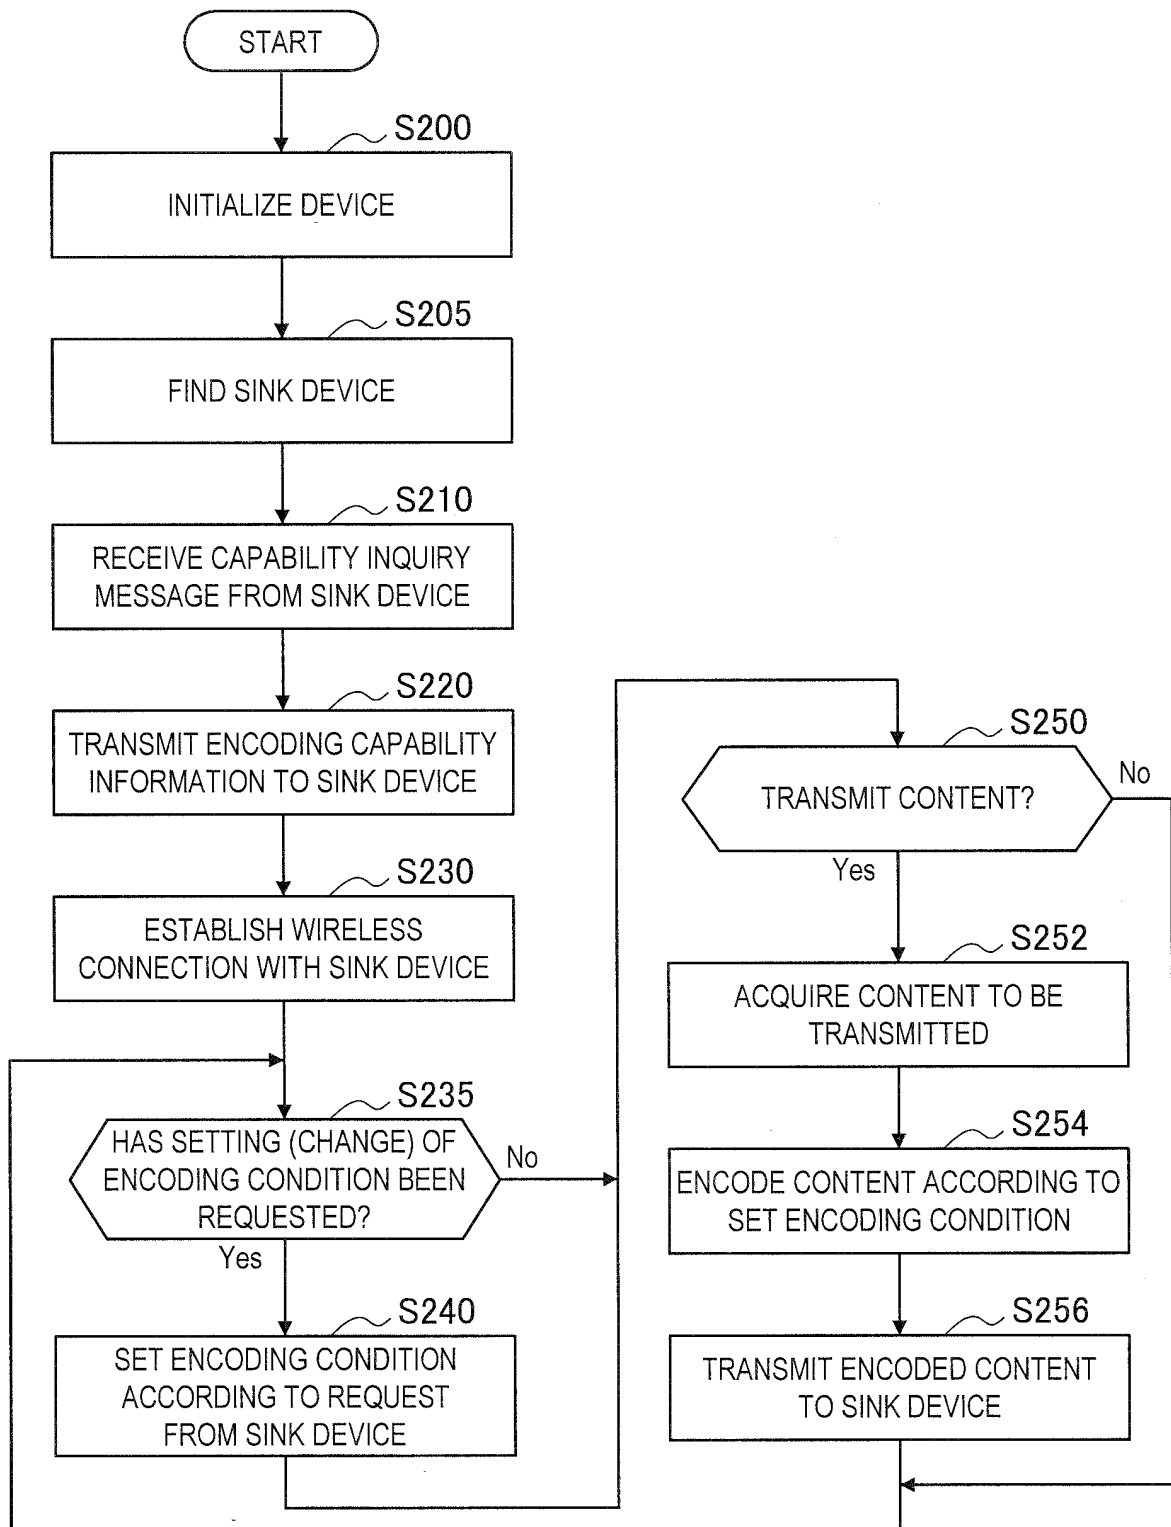 START
S200
INITIALIZE DEVICE
S205
FIND SINK DEVICE
S210
RECEIVE CAPABILITY INQUIRY
MESSAGE FROM SINK DEVICE
S220
TRANSMIT ENCODING CAPABILITY
INFORMATION TO SINK DEVICE
S230
ESTABLISH WIRELESS
CONNECTION WITH SINK DEVICE
S235
HAS SETTING (CHANGE) OF
ENCODING CONDITION BEEN
REQUESTED?
No
Yes
S240
SET ENCODING CONDITION
ACCORDING TO REQUEST
FROM SINK DEVICE
S250
TRANSMIT CONTENT?
No
Yes
S252
ACQUIRE CONTENT TO BE
TRANSMITTED
S254
ENCODE CONTENT ACCORDING TO
SET ENCODING CONDITION
S256
TRANSMIT ENCODED CONTENT
TO SINK DEVICE